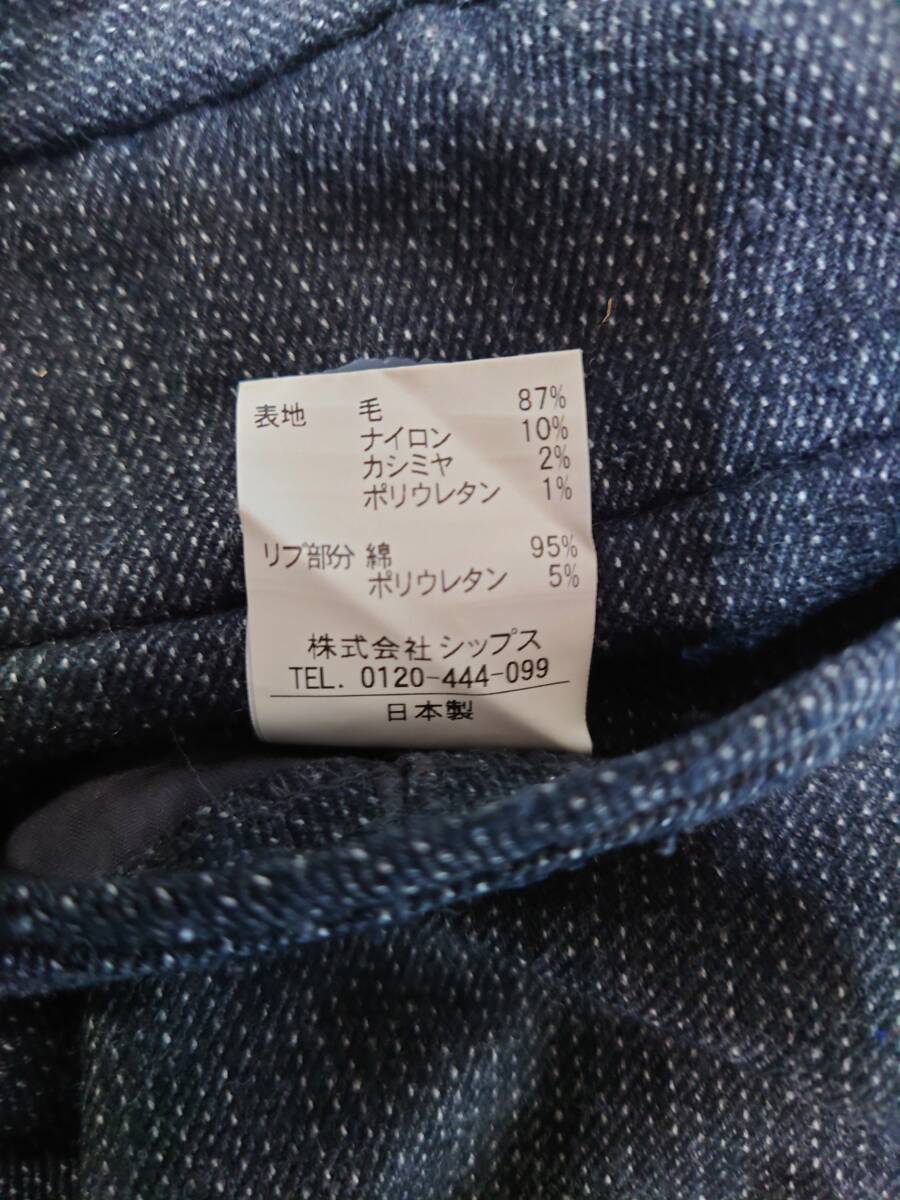 表地 毛 87%
ナイロン 10%
カシミヤ 2%
ポリウレタン 1%
リブ部分 綿 95%
ポリウレタン 5%
株式会社 シップス
TEL. 0120-444-099
日本製